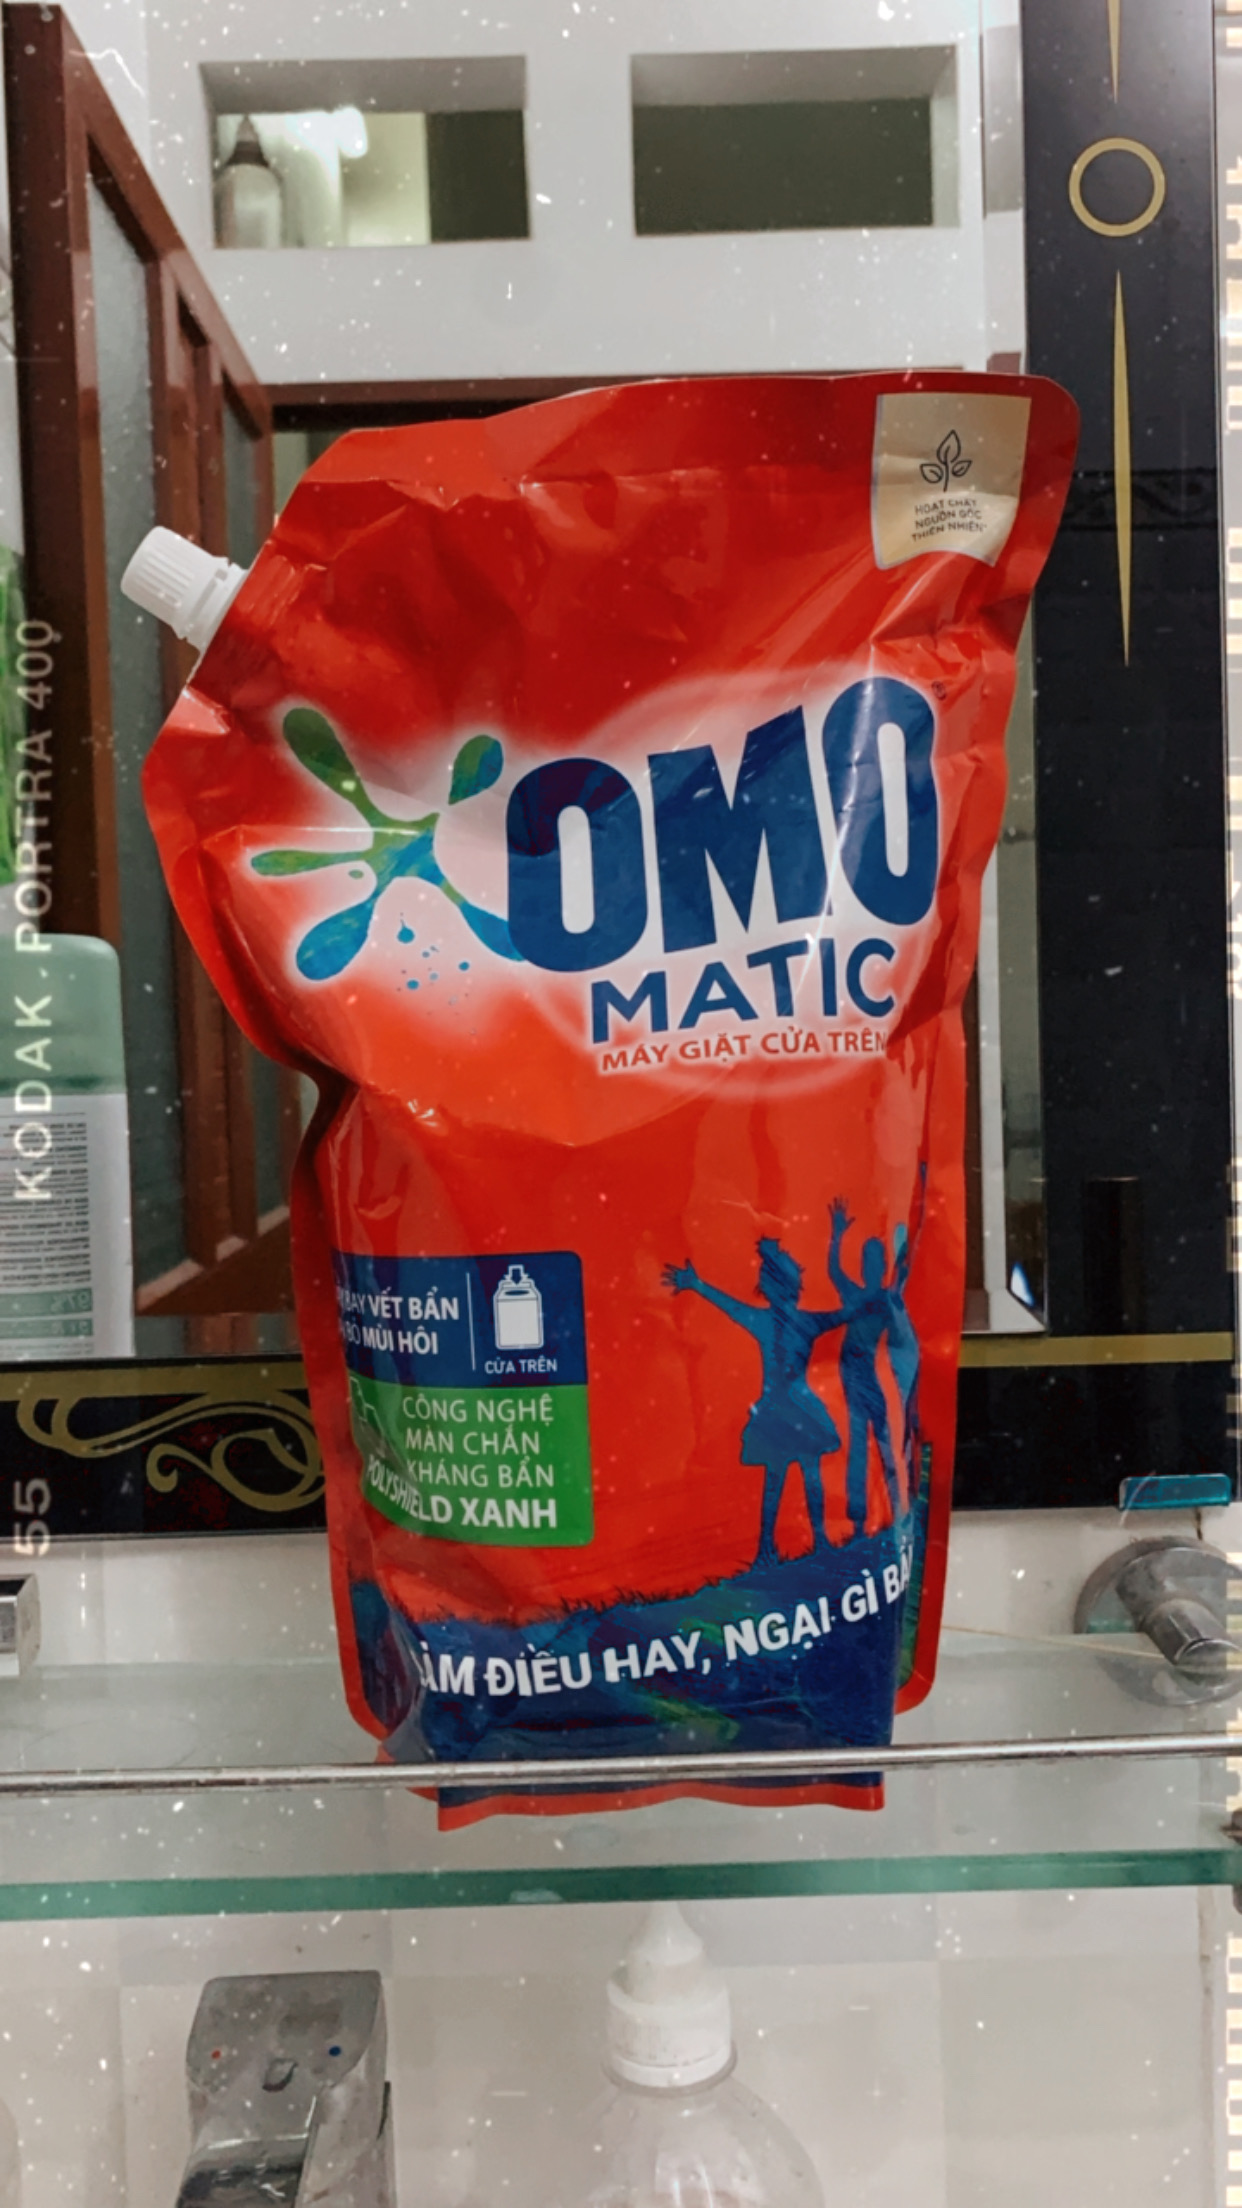 HOẠT CHẤT
NGUỒN GỐC
THIÊN NHIÊN*
OMO®
MATIC
MÁY GIẶT CỬA TRÊN
BAY VẾT BẨN
MÙI HÔI
CỬA TRÊN
CÔNG NGHỆ
MÀN CHẮN
KHÁNG BẨN
POLYSHIELD XANH
ĐIỀU HAY, NGẠI GÌ
KODAK PORTRA 400
55
97%